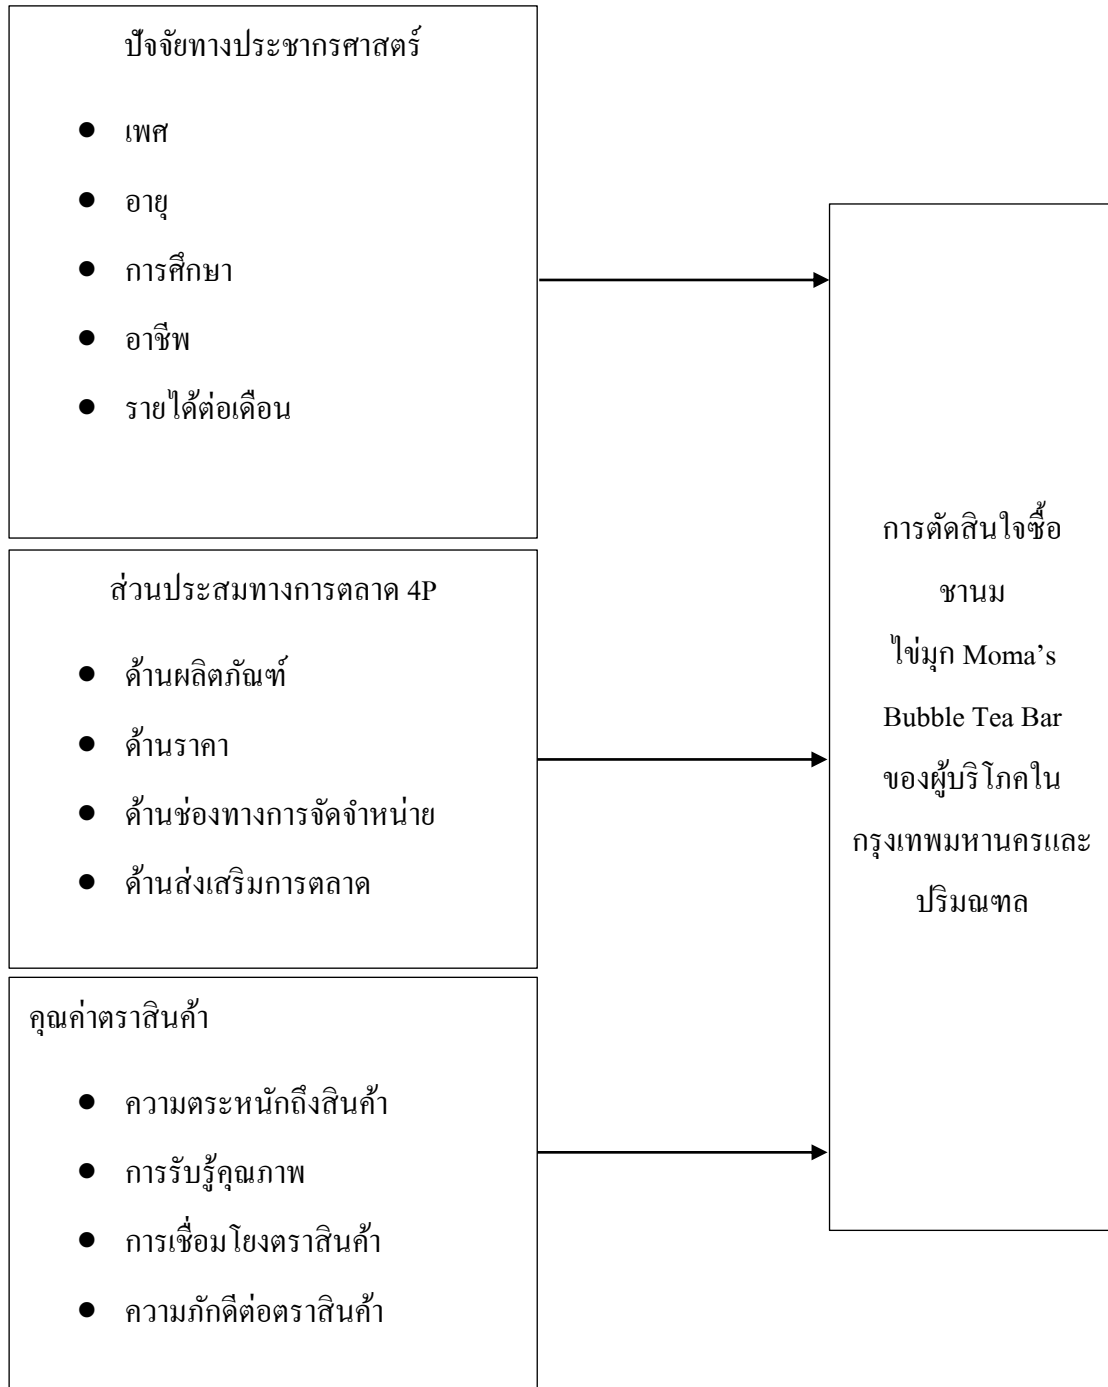 ปัจจัยทางประชากรศาสตร์
● เพศ
● อายุ
● การศึกษา
● อาชีพ
● รายได้ต่อเดือน
ส่วนประสมทางการตลาด 4P
● ด้านผลิตภัณฑ์
● ด้านราคา
● ด้านช่องทางการจัดจำหน่าย
● ด้านส่งเสริมการตลาด
คุณค่าตราสินค้า
● ความตระหนักถึงสินค้า
● การรับรู้คุณภาพ
● การเชื่อมโยงตราสินค้า
● ความภักดีต่อตราสินค้า
การตัดสินใจซื้อ
ชานม
ไข่มุก Moma’s
Bubble Tea Bar
ของผู้บริโภคใน
กรุงเทพมหานครและ
ปริมณฑล